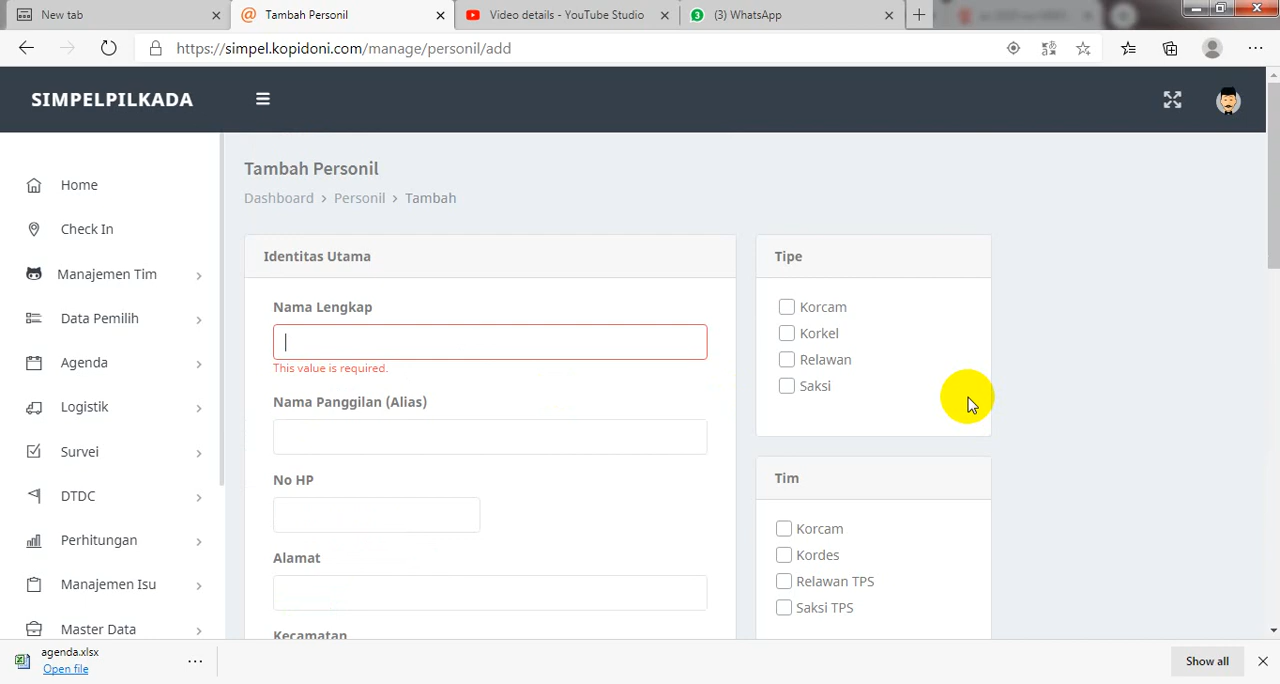 New tab
Tambah Personil
Video details - YouTube Studio
(3) WhatsApp
https://simpel.kopidoni.com/manage/personil/add
SIMPELPILKADA
Home
Check In
Manajemen Tim
Data Pemilih
Agenda
Logistik
Survei
DTDC
Perhitungan
Manajemen Isu
Master Data
Tambah Personil
Dashboard > Personil > Tambah
Identitas Utama
Nama Lengkap
This value is required.
Nama Panggilan (Alias)
No HP
Alamat
Kecamatan
Tipe
Korcam
Korkel
Relawan
Saksi
Tim
Korcam
Kordes
Relawan TPS
Saksi TPS
agenda.xlsx
Open file
Show all